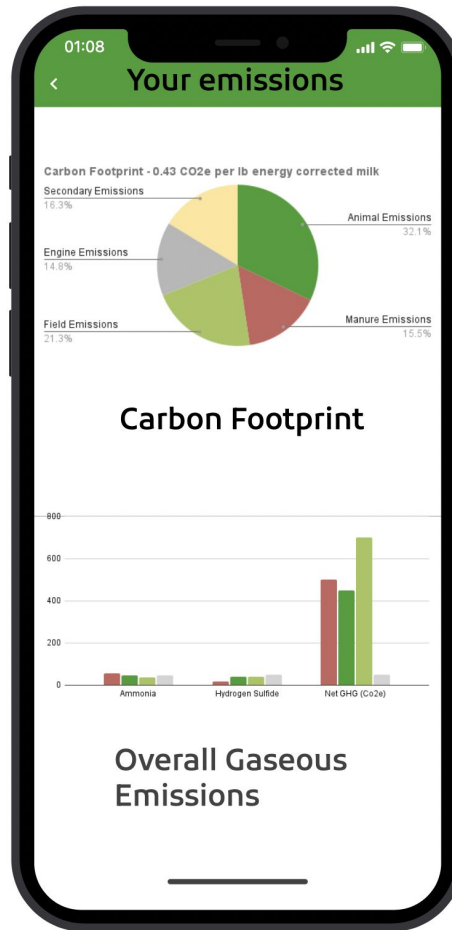 01:08
Your emissions
Carbon Footprint - 0.43 CO2e per lb energy corrected milk
Secondary Emissions
16.3%
Animal Emissions
32.1%
Engine Emissions
14.8%
Field Emissions
21.3%
Manure Emissions
15.5%
Carbon Footprint
800
600
400
200
0
Ammonia
Hydrogen Sulfide
Net GHG (Co2e)
Overall Gaseous
Emissions